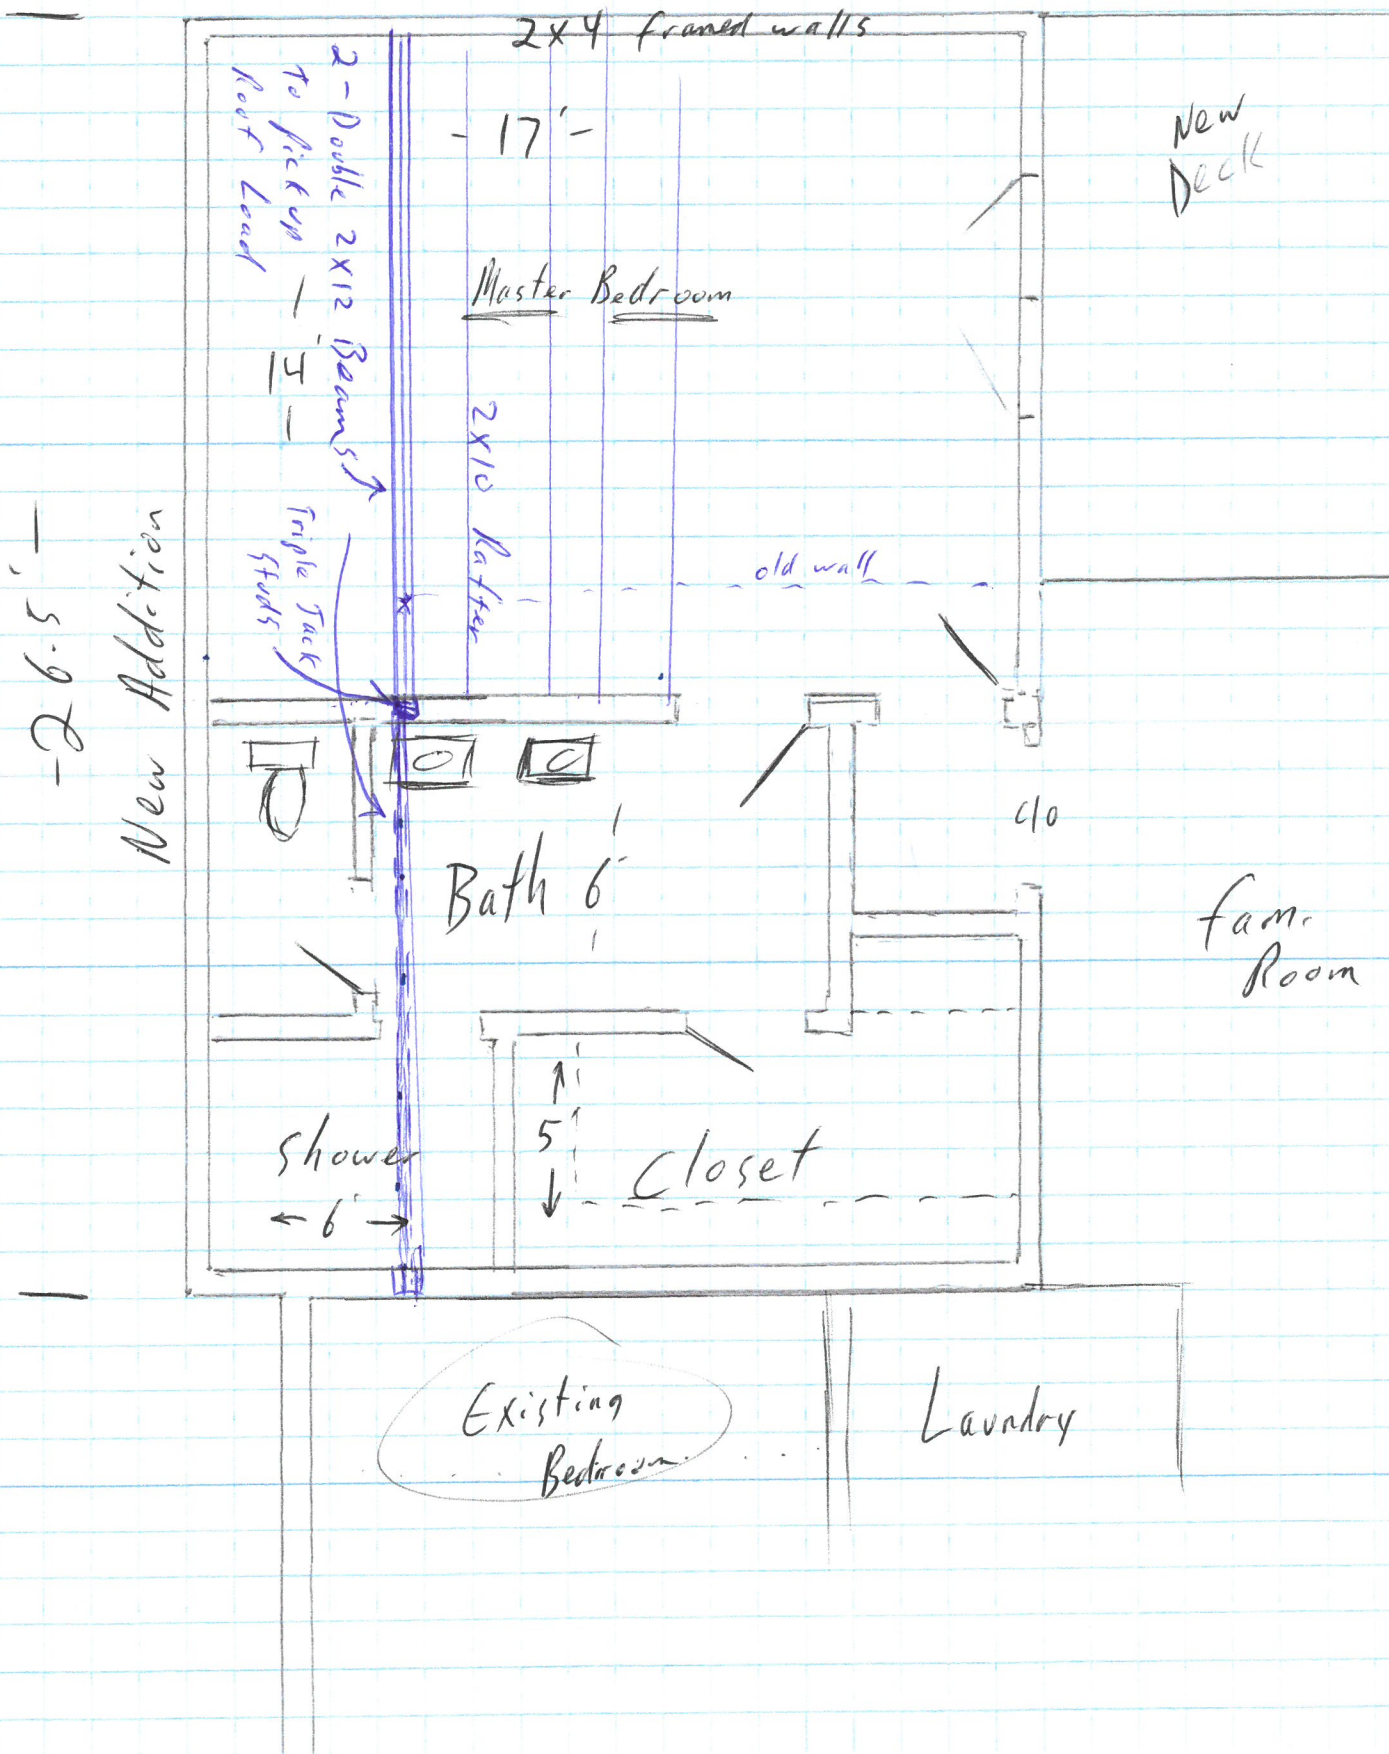 2x4 framed walls
- 17' -
New
Deck
2 - Double 2x12 Beams
To Pick up
Roof Load
14'
Master Bedroom
2x10 Rafter
Triple Jack
Studs
old wall
- 26.5' -
New Addition
c/o
Bath 6'
Fam.
Room
Shower
6'
5'
Closet
Existing
Bedroom
Laundry